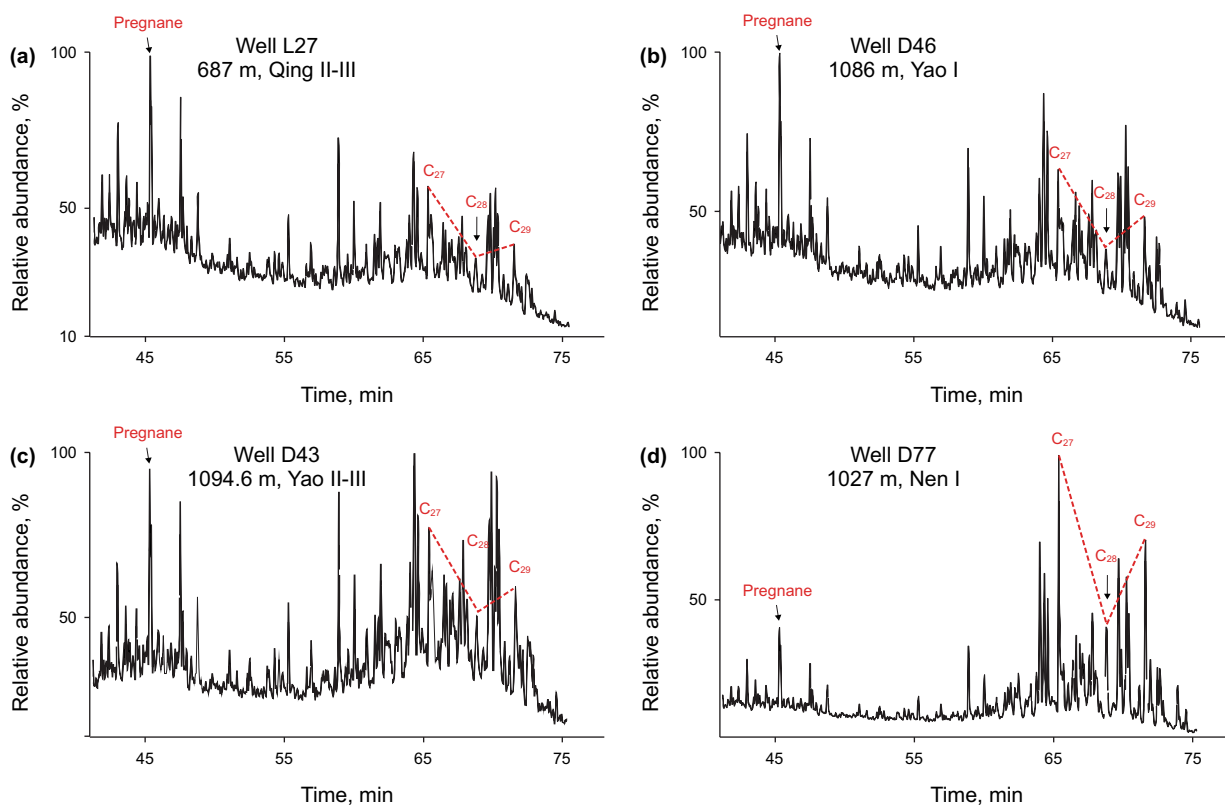 (a)
Pregnane
Well L27
687 m, Qing II-III
Relative abundance, %
100
50
10
C27
C28
C29
45 55 65 75
Time, min
(b)
Pregnane
Well D46
1086 m, Yao I
Relative abundance, %
100
50
C27
C28
C29
45 55 65 75
Time, min
(c)
Pregnane
Well D43
1094.6 m, Yao II-III
Relative abundance, %
100
50
C27
C28
C29
45 55 65 75
Time, min
(d)
Well D77
1027 m, Nen I
Relative abundance, %
100
50
C27
C28
C29
Pregnane
45 55 65 75
Time, min